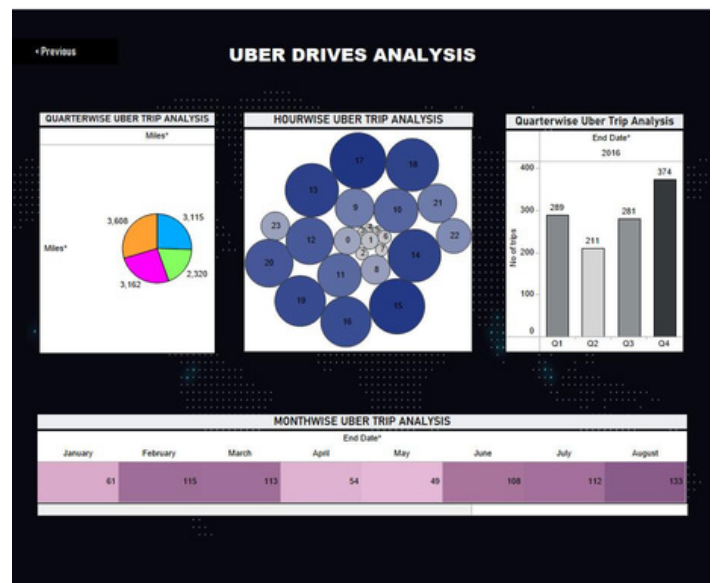 < Previous
UBER DRIVES ANALYSIS
QUARTERWISE UBER TRIP ANALYSIS
Miles*
Miles*
3,608
3,115
3,162
2,320
HOURWISE UBER TRIP ANALYSIS
17
18
13
9
10
21
23
22
12
0
1
6
7
14
20
11
8
19
15
16
Quarterwise Uber Trip Analysis
End Date*
2016
No of trips
400
300
200
100
0
289
211
281
374
Q1
Q2
Q3
Q4
MONTHWISE UBER TRIP ANALYSIS
End Date*
January
February
March
April
May
June
July
August
61
115
113
54
49
108
112
133